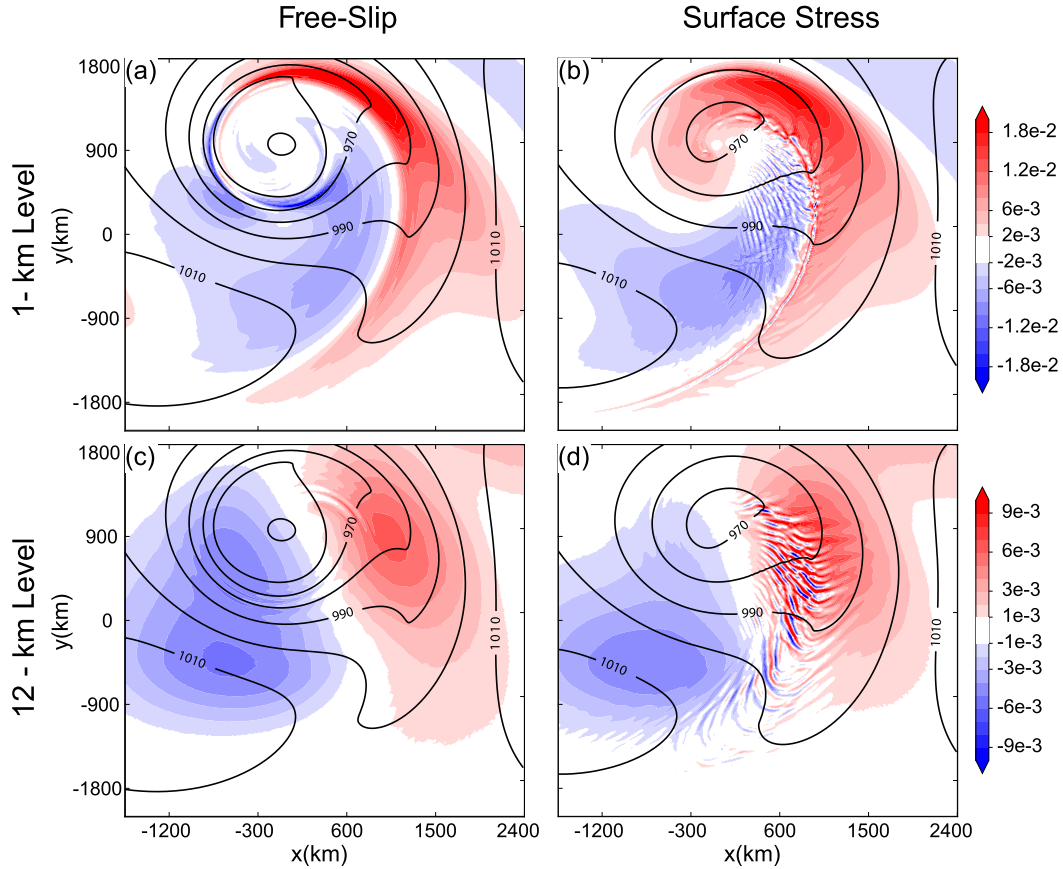 Free-Slip
Surface Stress
1- km Level
y(km)
1800
900
0
-900
-1800
(a)
970
990
1010
1010
(b)
970
990
1010
1010
1.8e-2
1.2e-2
6e-3
2e-3
-2e-3
-6e-3
-1.2e-2
-1.8e-2
12 - km Level
y(km)
1800
900
0
-900
-1800
(c)
970
990
1010
1010
(d)
970
990
1010
1010
9e-3
6e-3
3e-3
1e-3
-1e-3
-3e-3
-6e-3
-9e-3
-1200
-300
600
1500
2400
x(km)
-1200
-300
600
1500
2400
x(km)